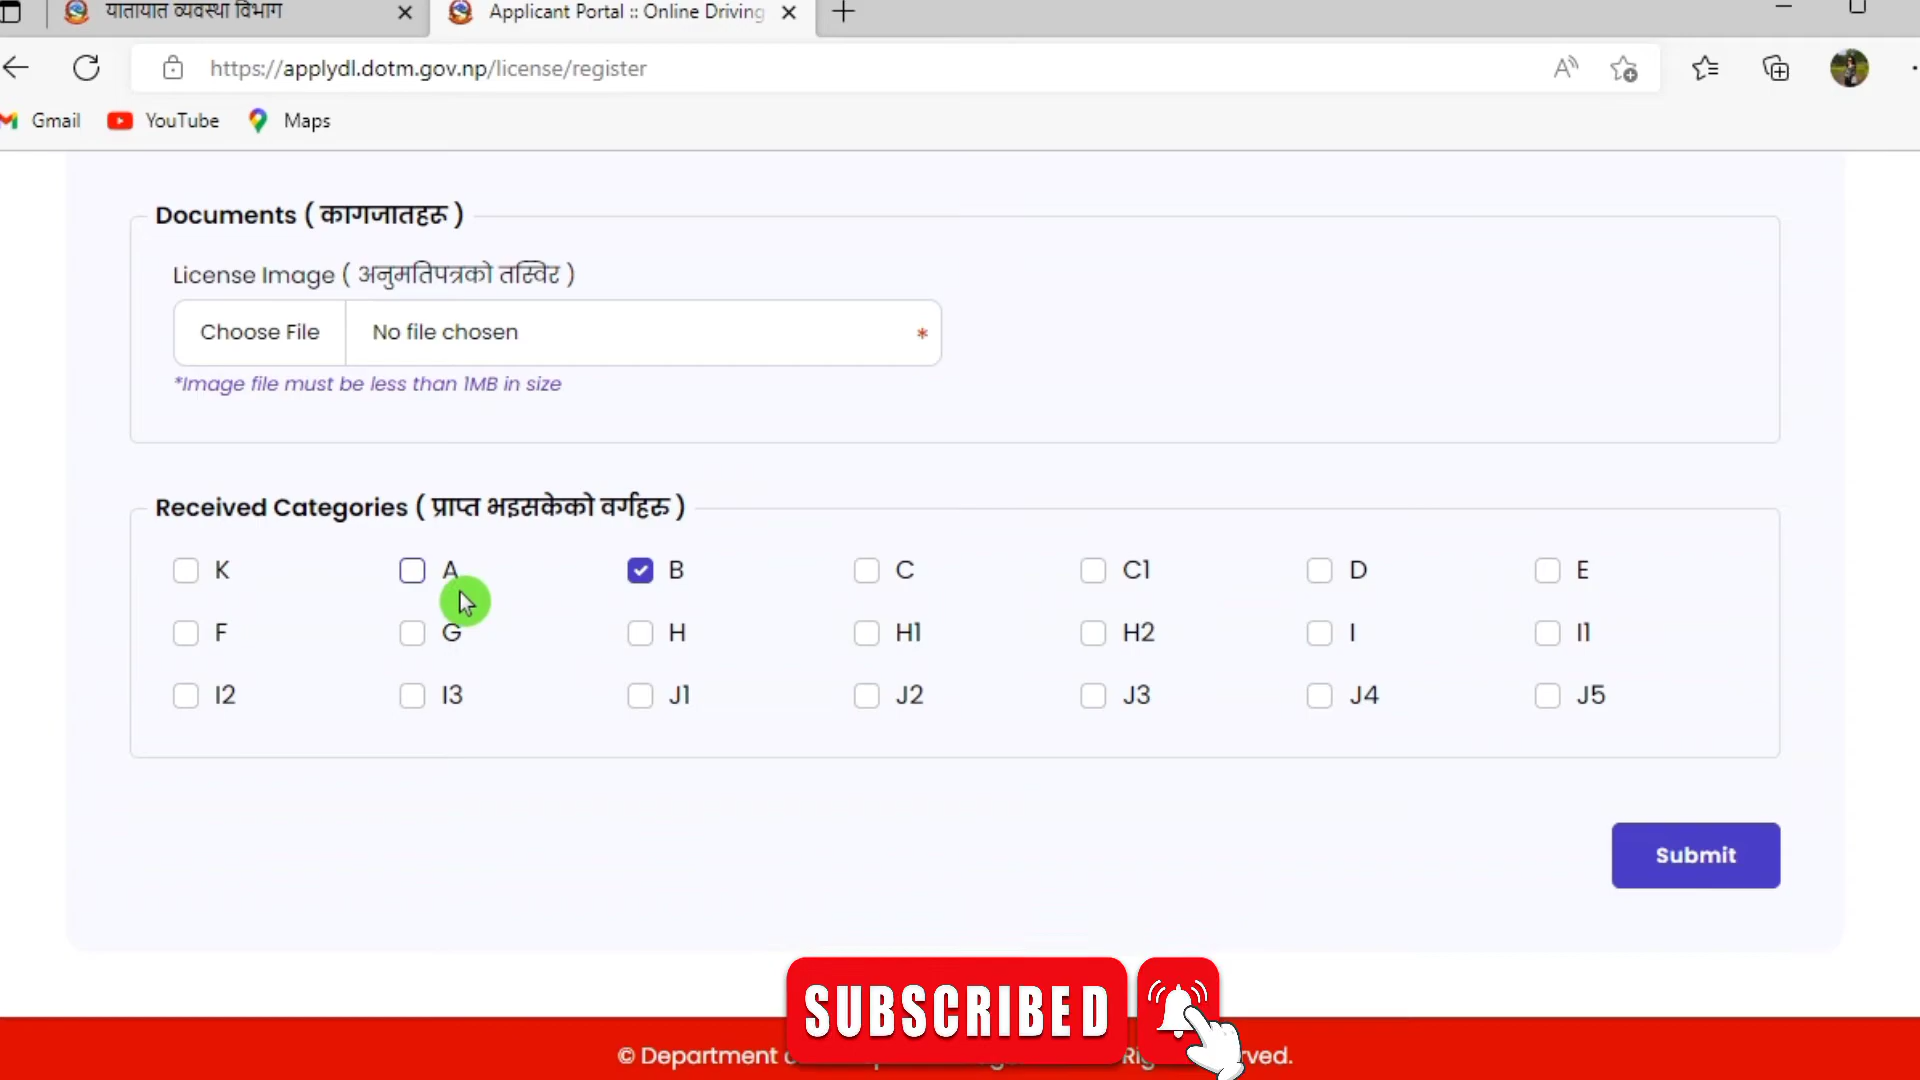 यातायात व्यवस्था विभाग
Applicant Portal :: Online Driving
https://applydl.dotm.gov.np/license/register
Gmail
YouTube
Maps
Documents ( कागजातहरू )
License Image ( अनुमतिपत्रको तस्विर )
Choose File
No file chosen
*
*Image file must be less than 1MB in size
Received Categories ( प्राप्त भइसकेको वर्गहरु )
K A B C C1 D E
F G H H1 H2 I I1
I2 I3 J1 J2 J3 J4 J5
Submit
SUBSCRIBED
© Department